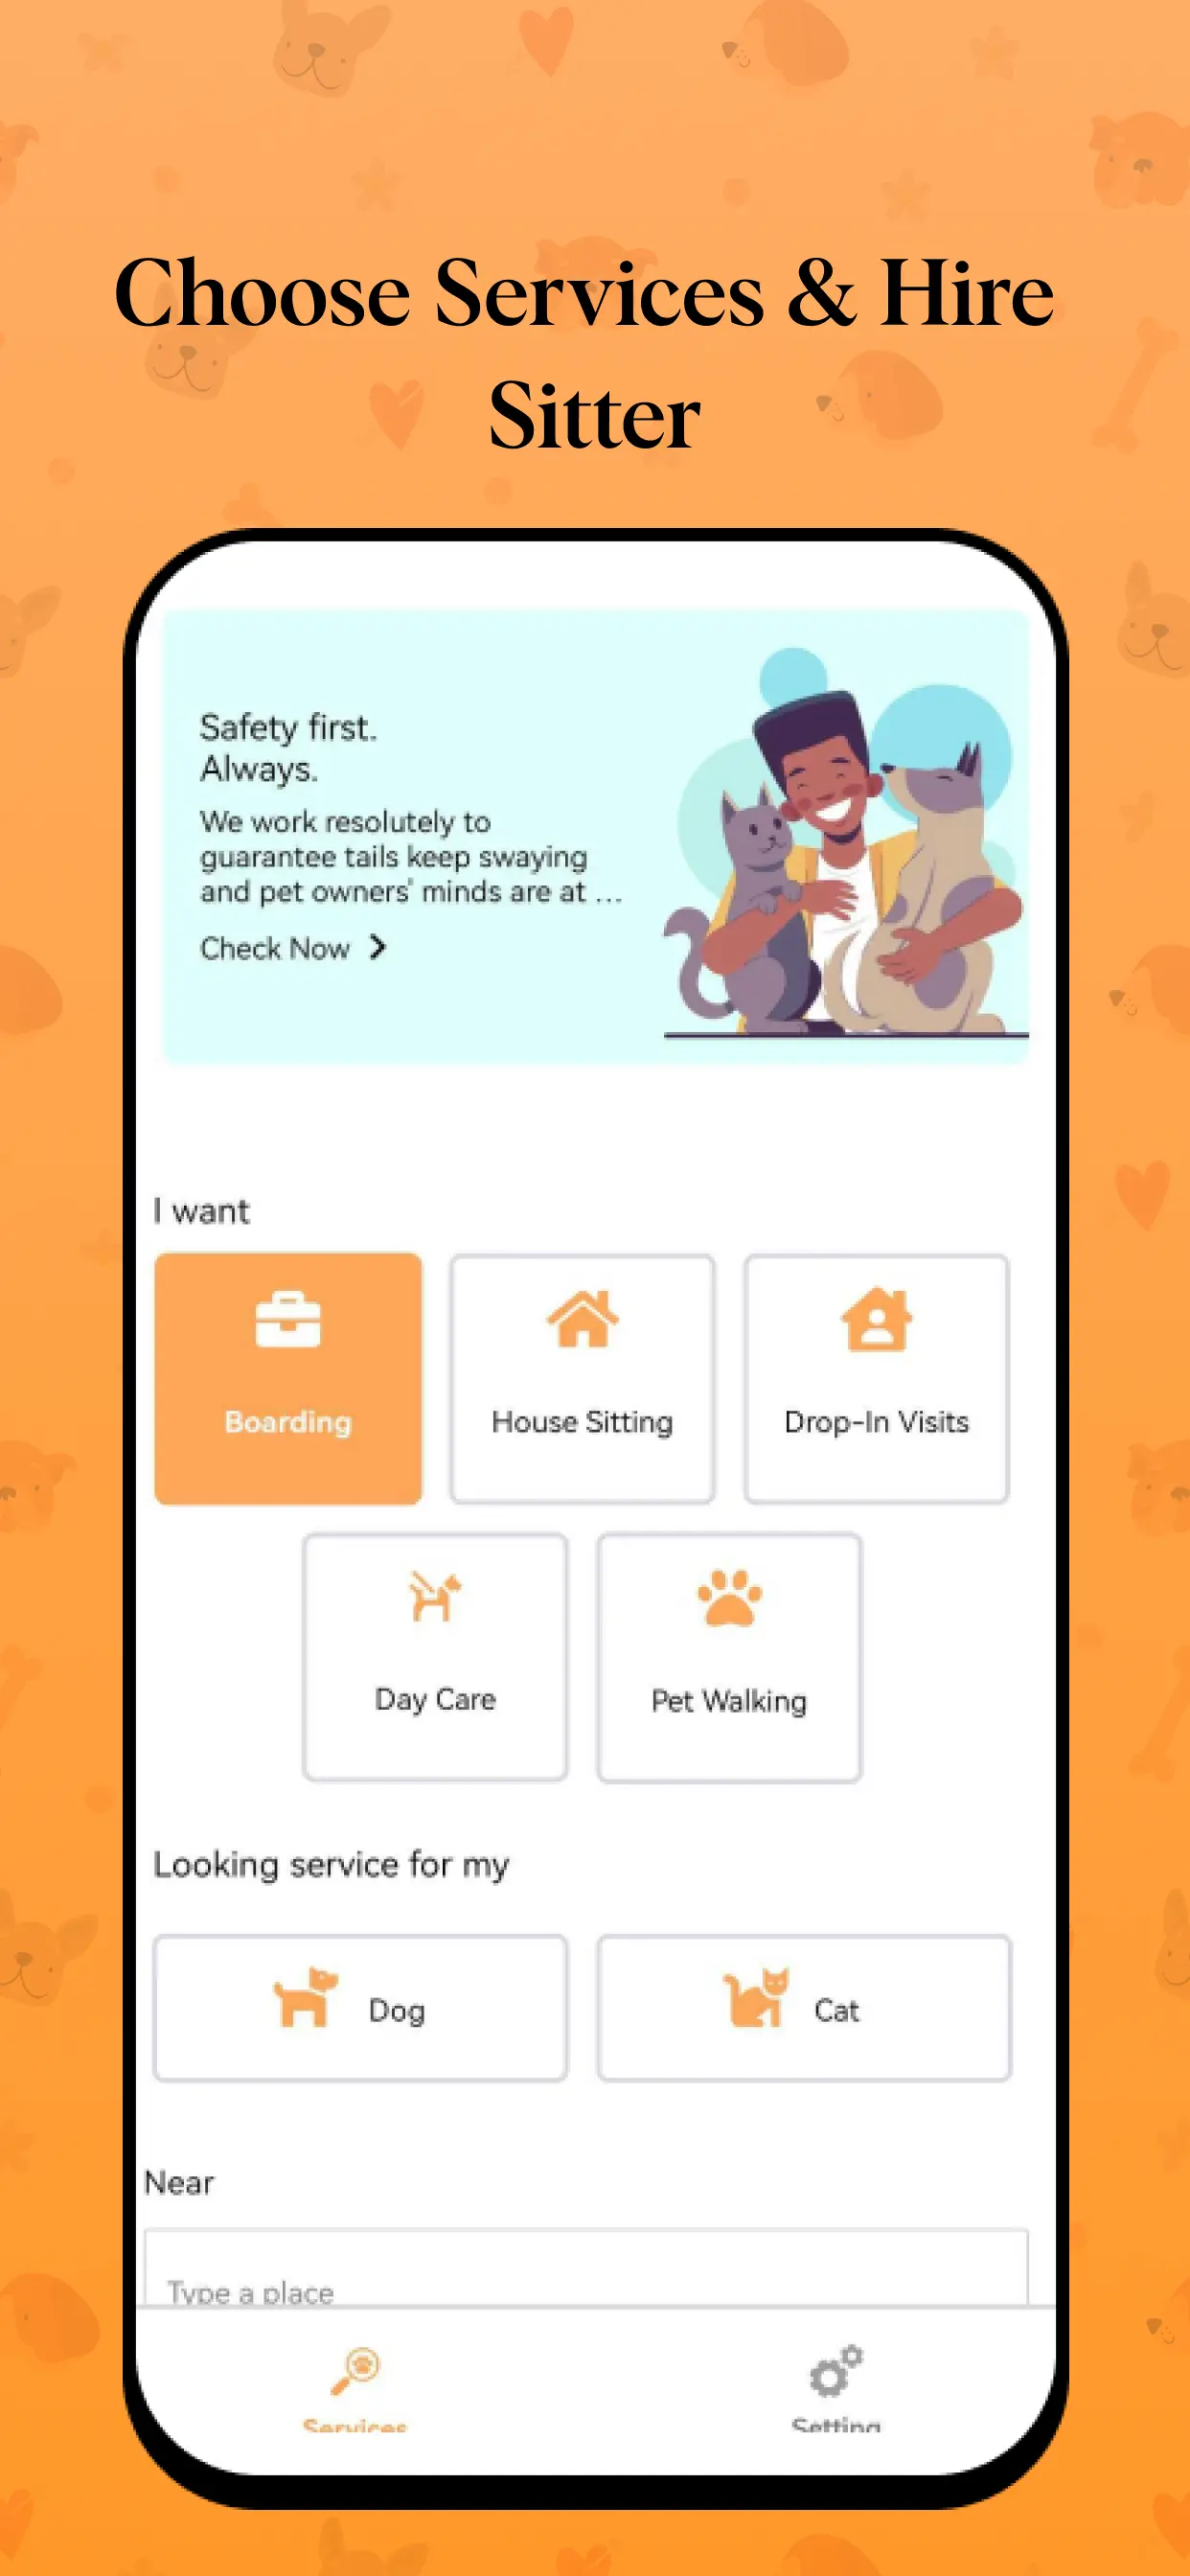 Choose Services & Hire
Sitter
Safety first.
Always.
We work resolutely to
guarantee tails keep swaying
and pet owners' minds are at ...
Check Now
I want
Boarding
House Sitting
Drop-In Visits
Day Care
Pet Walking
Looking service for my
Dog
Cat
Near
Type a place
Services
Setting